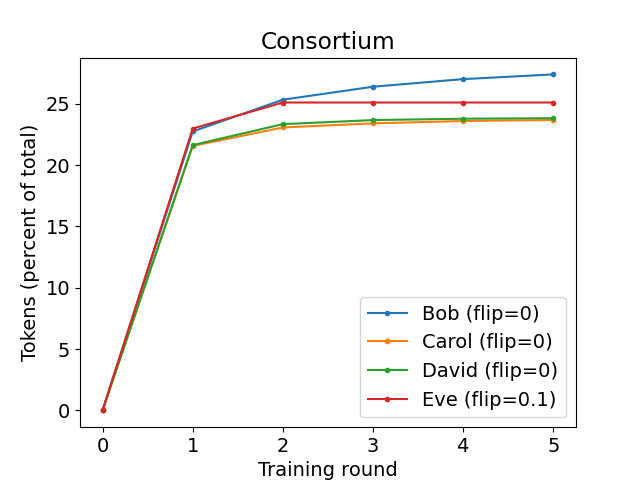 Consortium
Tokens (percent of total)
25
20
15
10
5
0
Bob (flip=0)
Carol (flip=0)
David (flip=0)
Eve (flip=0.1)
0 1 2 3 4 5
Training round